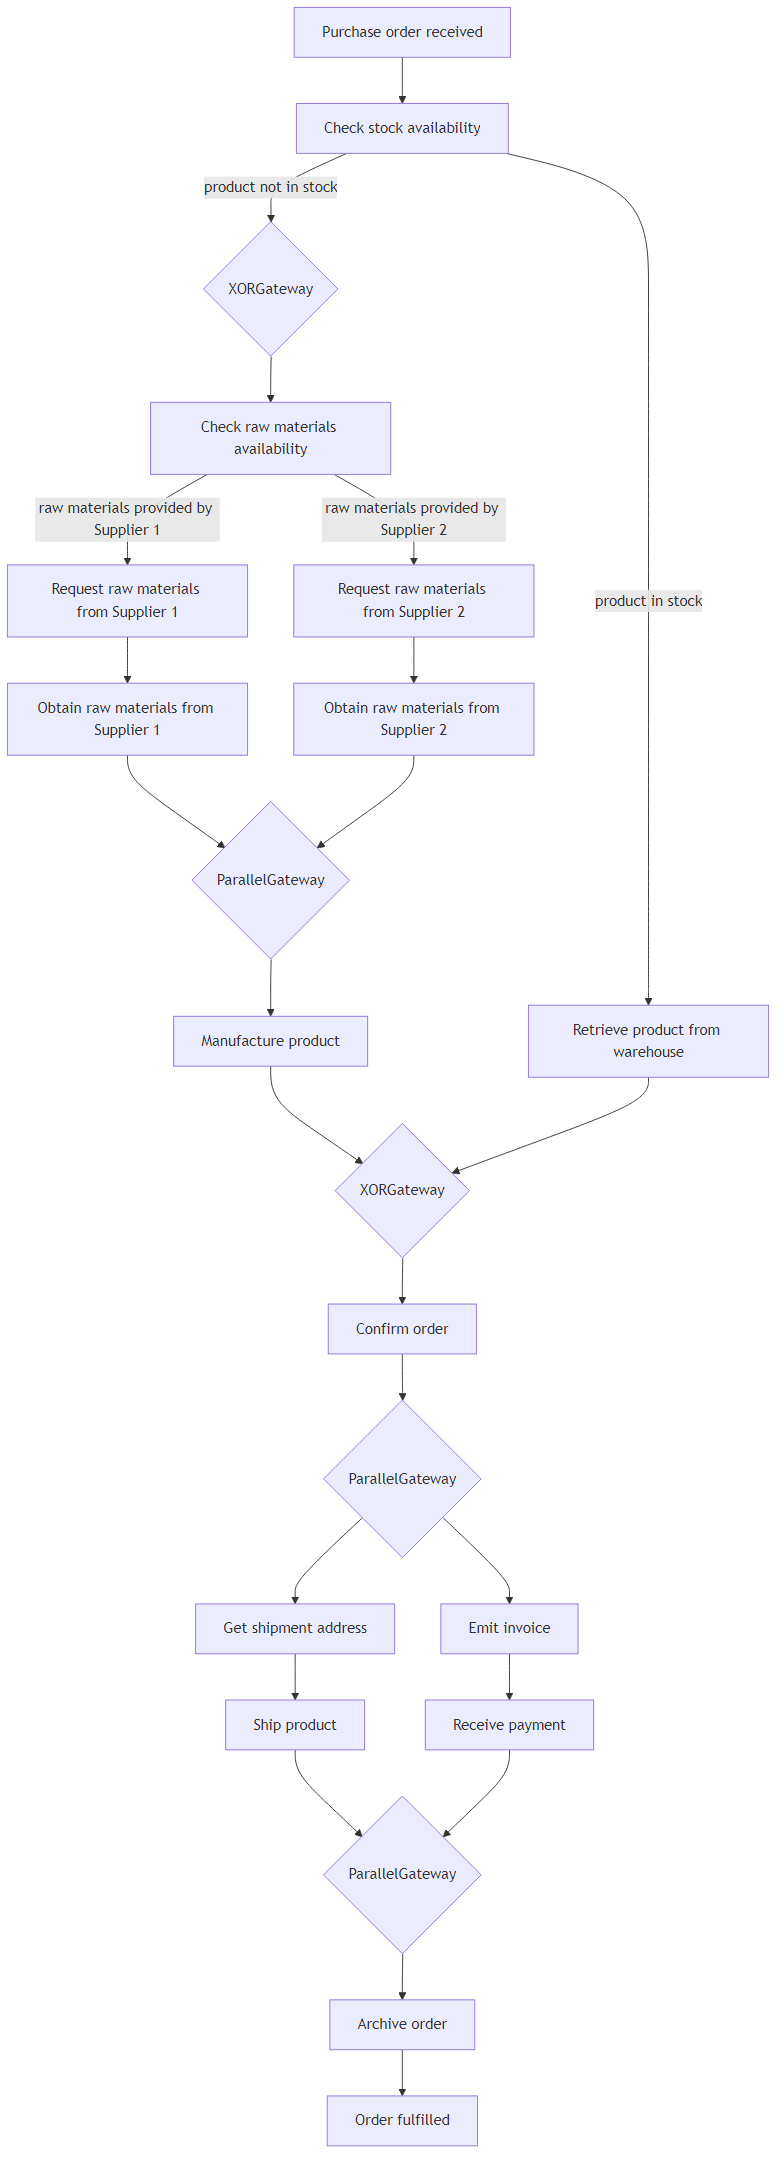 Purchase order received
Check stock availability
product not in stock
XORGateway
Check raw materials
availability
raw materials provided by
Supplier 1
raw materials provided by
Supplier 2
Request raw materials
from Supplier 1
Request raw materials
from Supplier 2
product in stock
Obtain raw materials from
Supplier 1
Obtain raw materials from
Supplier 2
ParallelGateway
Manufacture product
Retrieve product from
warehouse
XORGateway
Confirm order
ParallelGateway
Get shipment address
Emit invoice
Ship product
Receive payment
ParallelGateway
Archive order
Order fulfilled